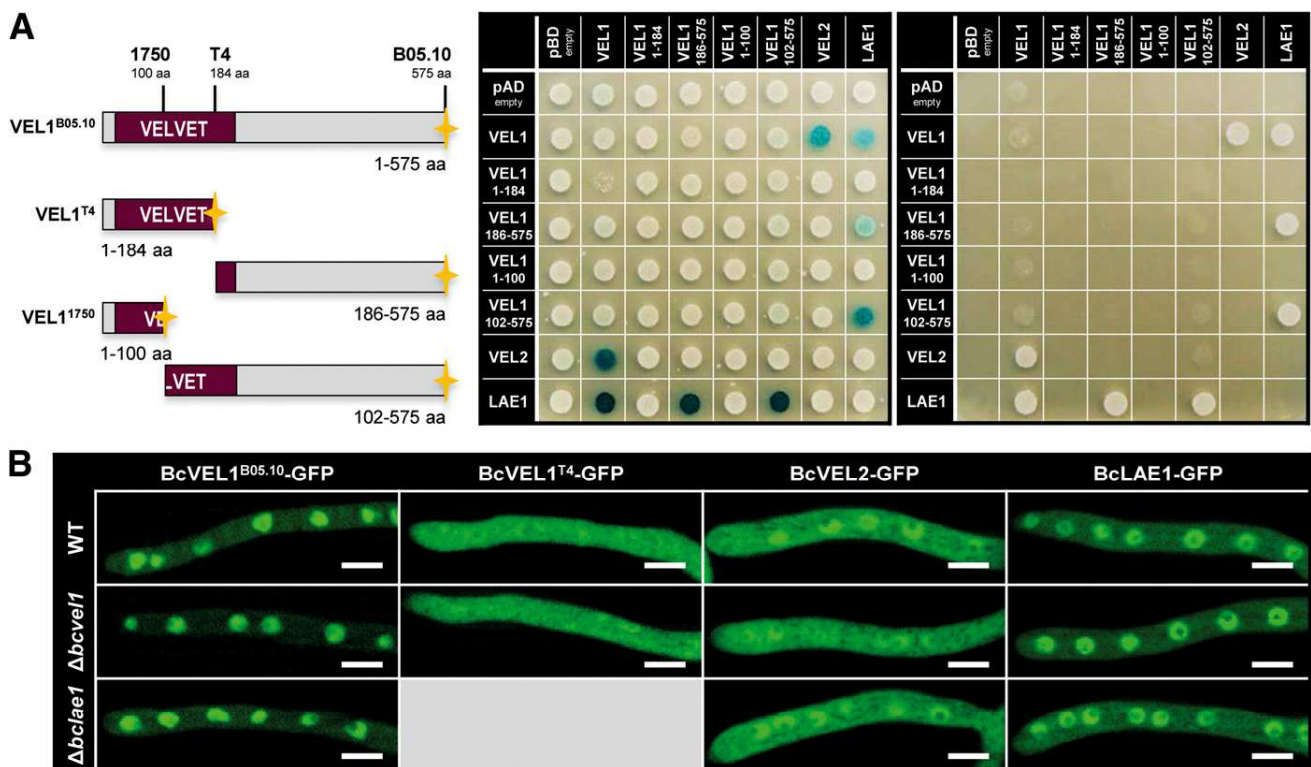 A
1750
100 aa
T4
184 aa
B05.10
575 aa
VEL1B05.10
VELVET
1-575 aa
VEL1T4
VELVET
1-184 aa
186-575 aa
VEL11750
VE
1-100 aa
-VET
102-575 aa
pBD empty
VEL1
VEL1 1-184
VEL1 186-575
VEL1 1-100
VEL1 102-575
VEL2
LAE1
pAD
empty
VEL1
VEL1
1-184
VEL1
186-575
VEL1
1-100
VEL1
102-575
VEL2
LAE1
pBD empty
VEL1
VEL1 1-184
VEL1 186-575
VEL1 1-100
VEL1 102-575
VEL2
LAE1
pAD
empty
VEL1
VEL1
1-184
VEL1
186-575
VEL1
1-100
VEL1
102-575
VEL2
LAE1
B
BcVEL1B05.10-GFP
BcVEL1T4-GFP
BcVEL2-GFP
BcLAE1-GFP
WT
Δbcvel1
Δbclae1